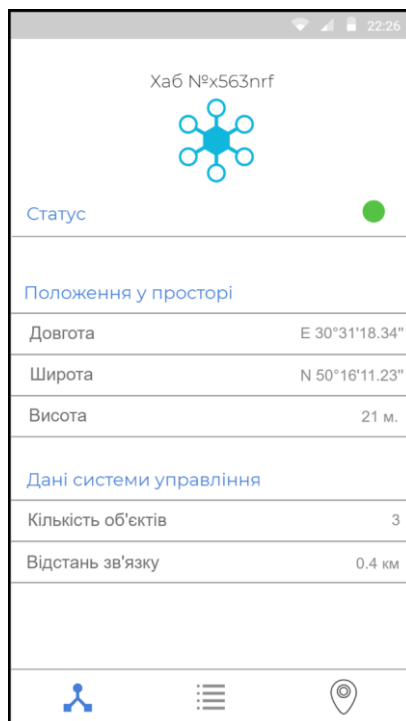 22:26
Хаб №x563nrf
Статус
Положення у просторі
Довгота E 30°31'18.34"
Широта N 50°16'11.23"
Висота 21 м.
Дані системи управління
Кількість об'єктів 3
Відстань зв'язку 0.4 км